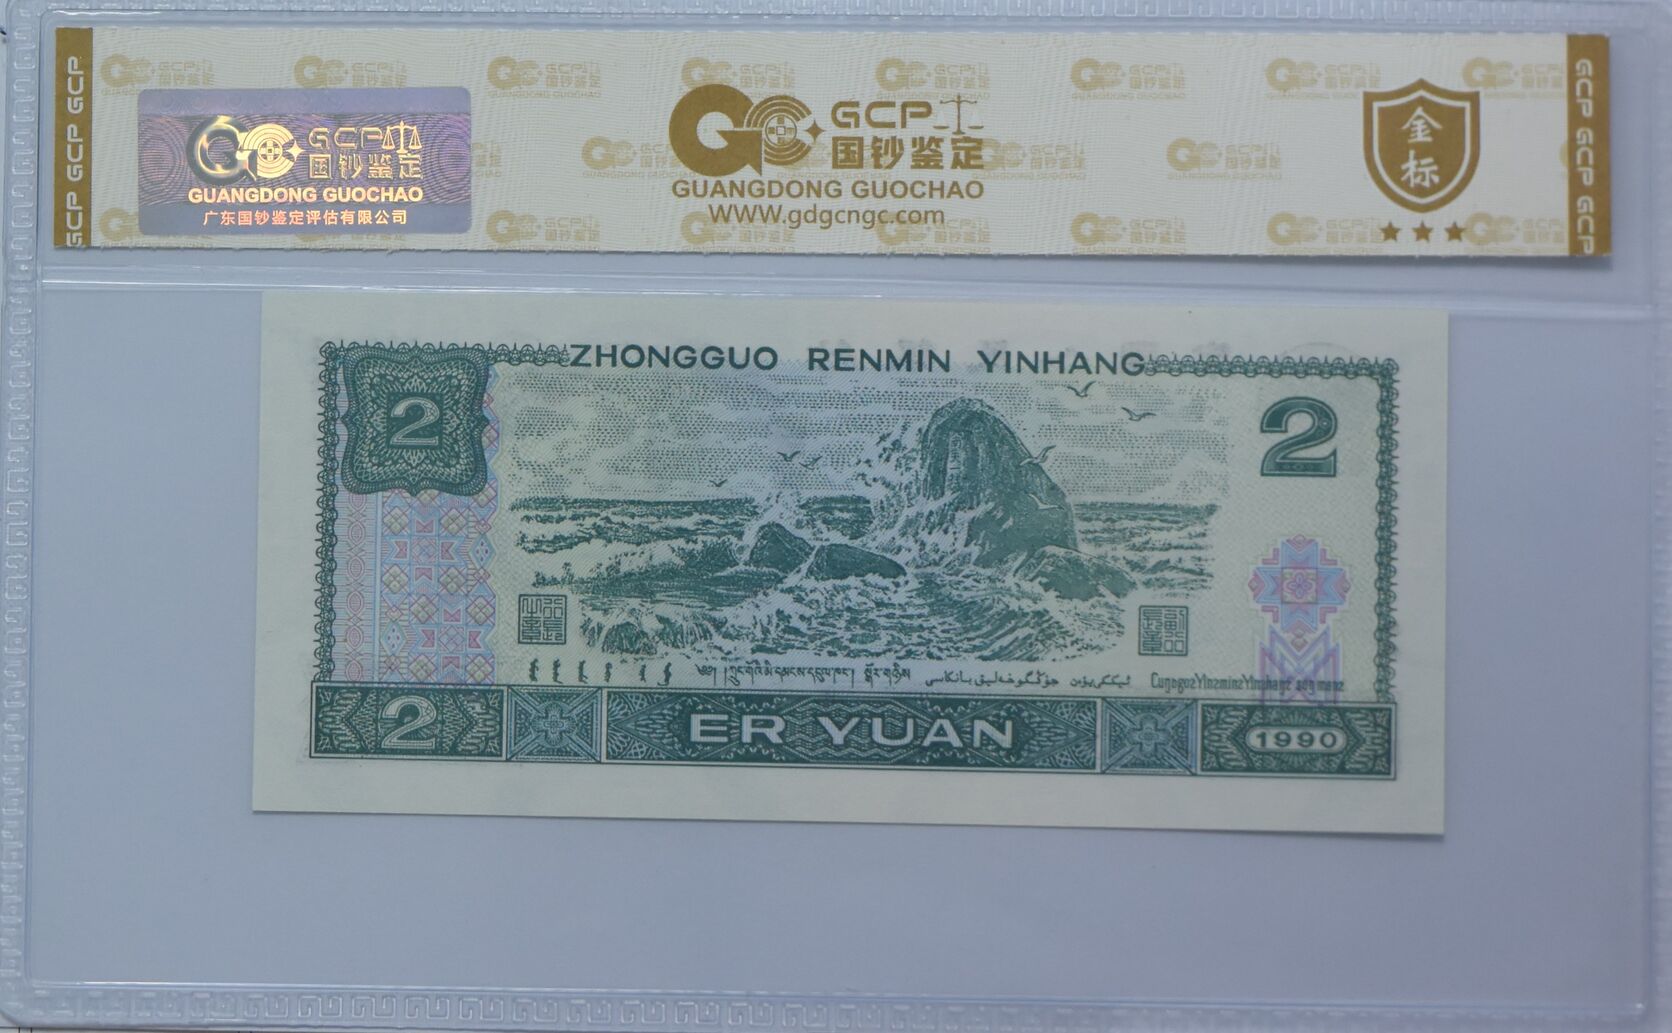 GCP GCP GCP
GCP
国钞鉴定
GUANGDONG GUOCHAO
广东国钞鉴定评估有限公司
GCP
国钞鉴定
GUANGDONG GUOCHAO
WWW.gdgcngc.com
金
标
GCP GCP GCP
ZHONGGUO RENMIN YINHANG
2
2
2
ER YUAN
1990